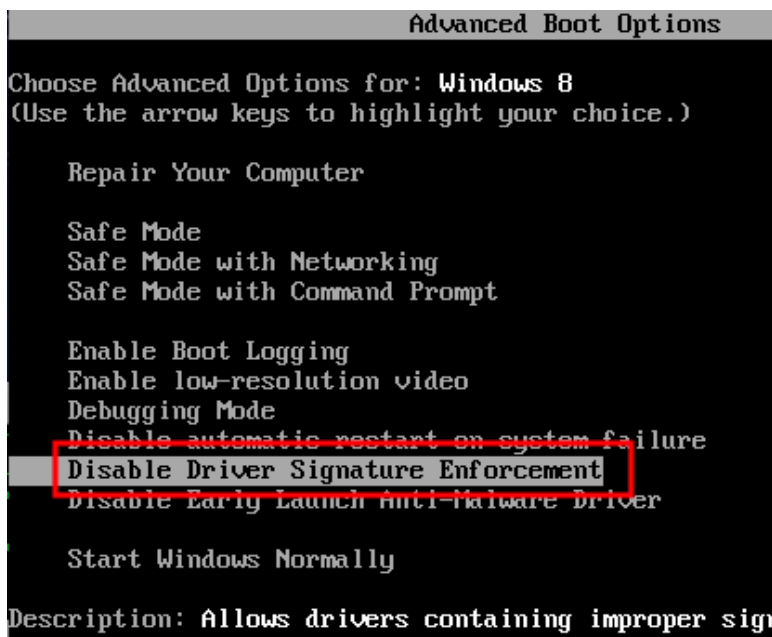 Advanced Boot Options
Choose Advanced Options for: Windows 8
(Use the arrow keys to highlight your choice.)
Repair Your Computer
Safe Mode
Safe Mode with Networking
Safe Mode with Command Prompt
Enable Boot Logging
Enable low-resolution video
Debugging Mode
Disable automatic restart on system failure
Disable Driver Signature Enforcement
Disable Early Launch Anti-Malware Driver
Start Windows Normally
Description: Allows drivers containing improper